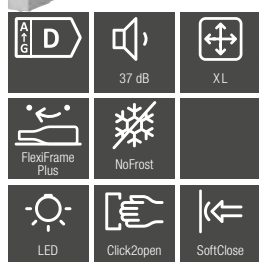 A
G
D
37 dB
XL
FlexiFrame
Plus
NoFrost
LED
Click2open
SoftClose